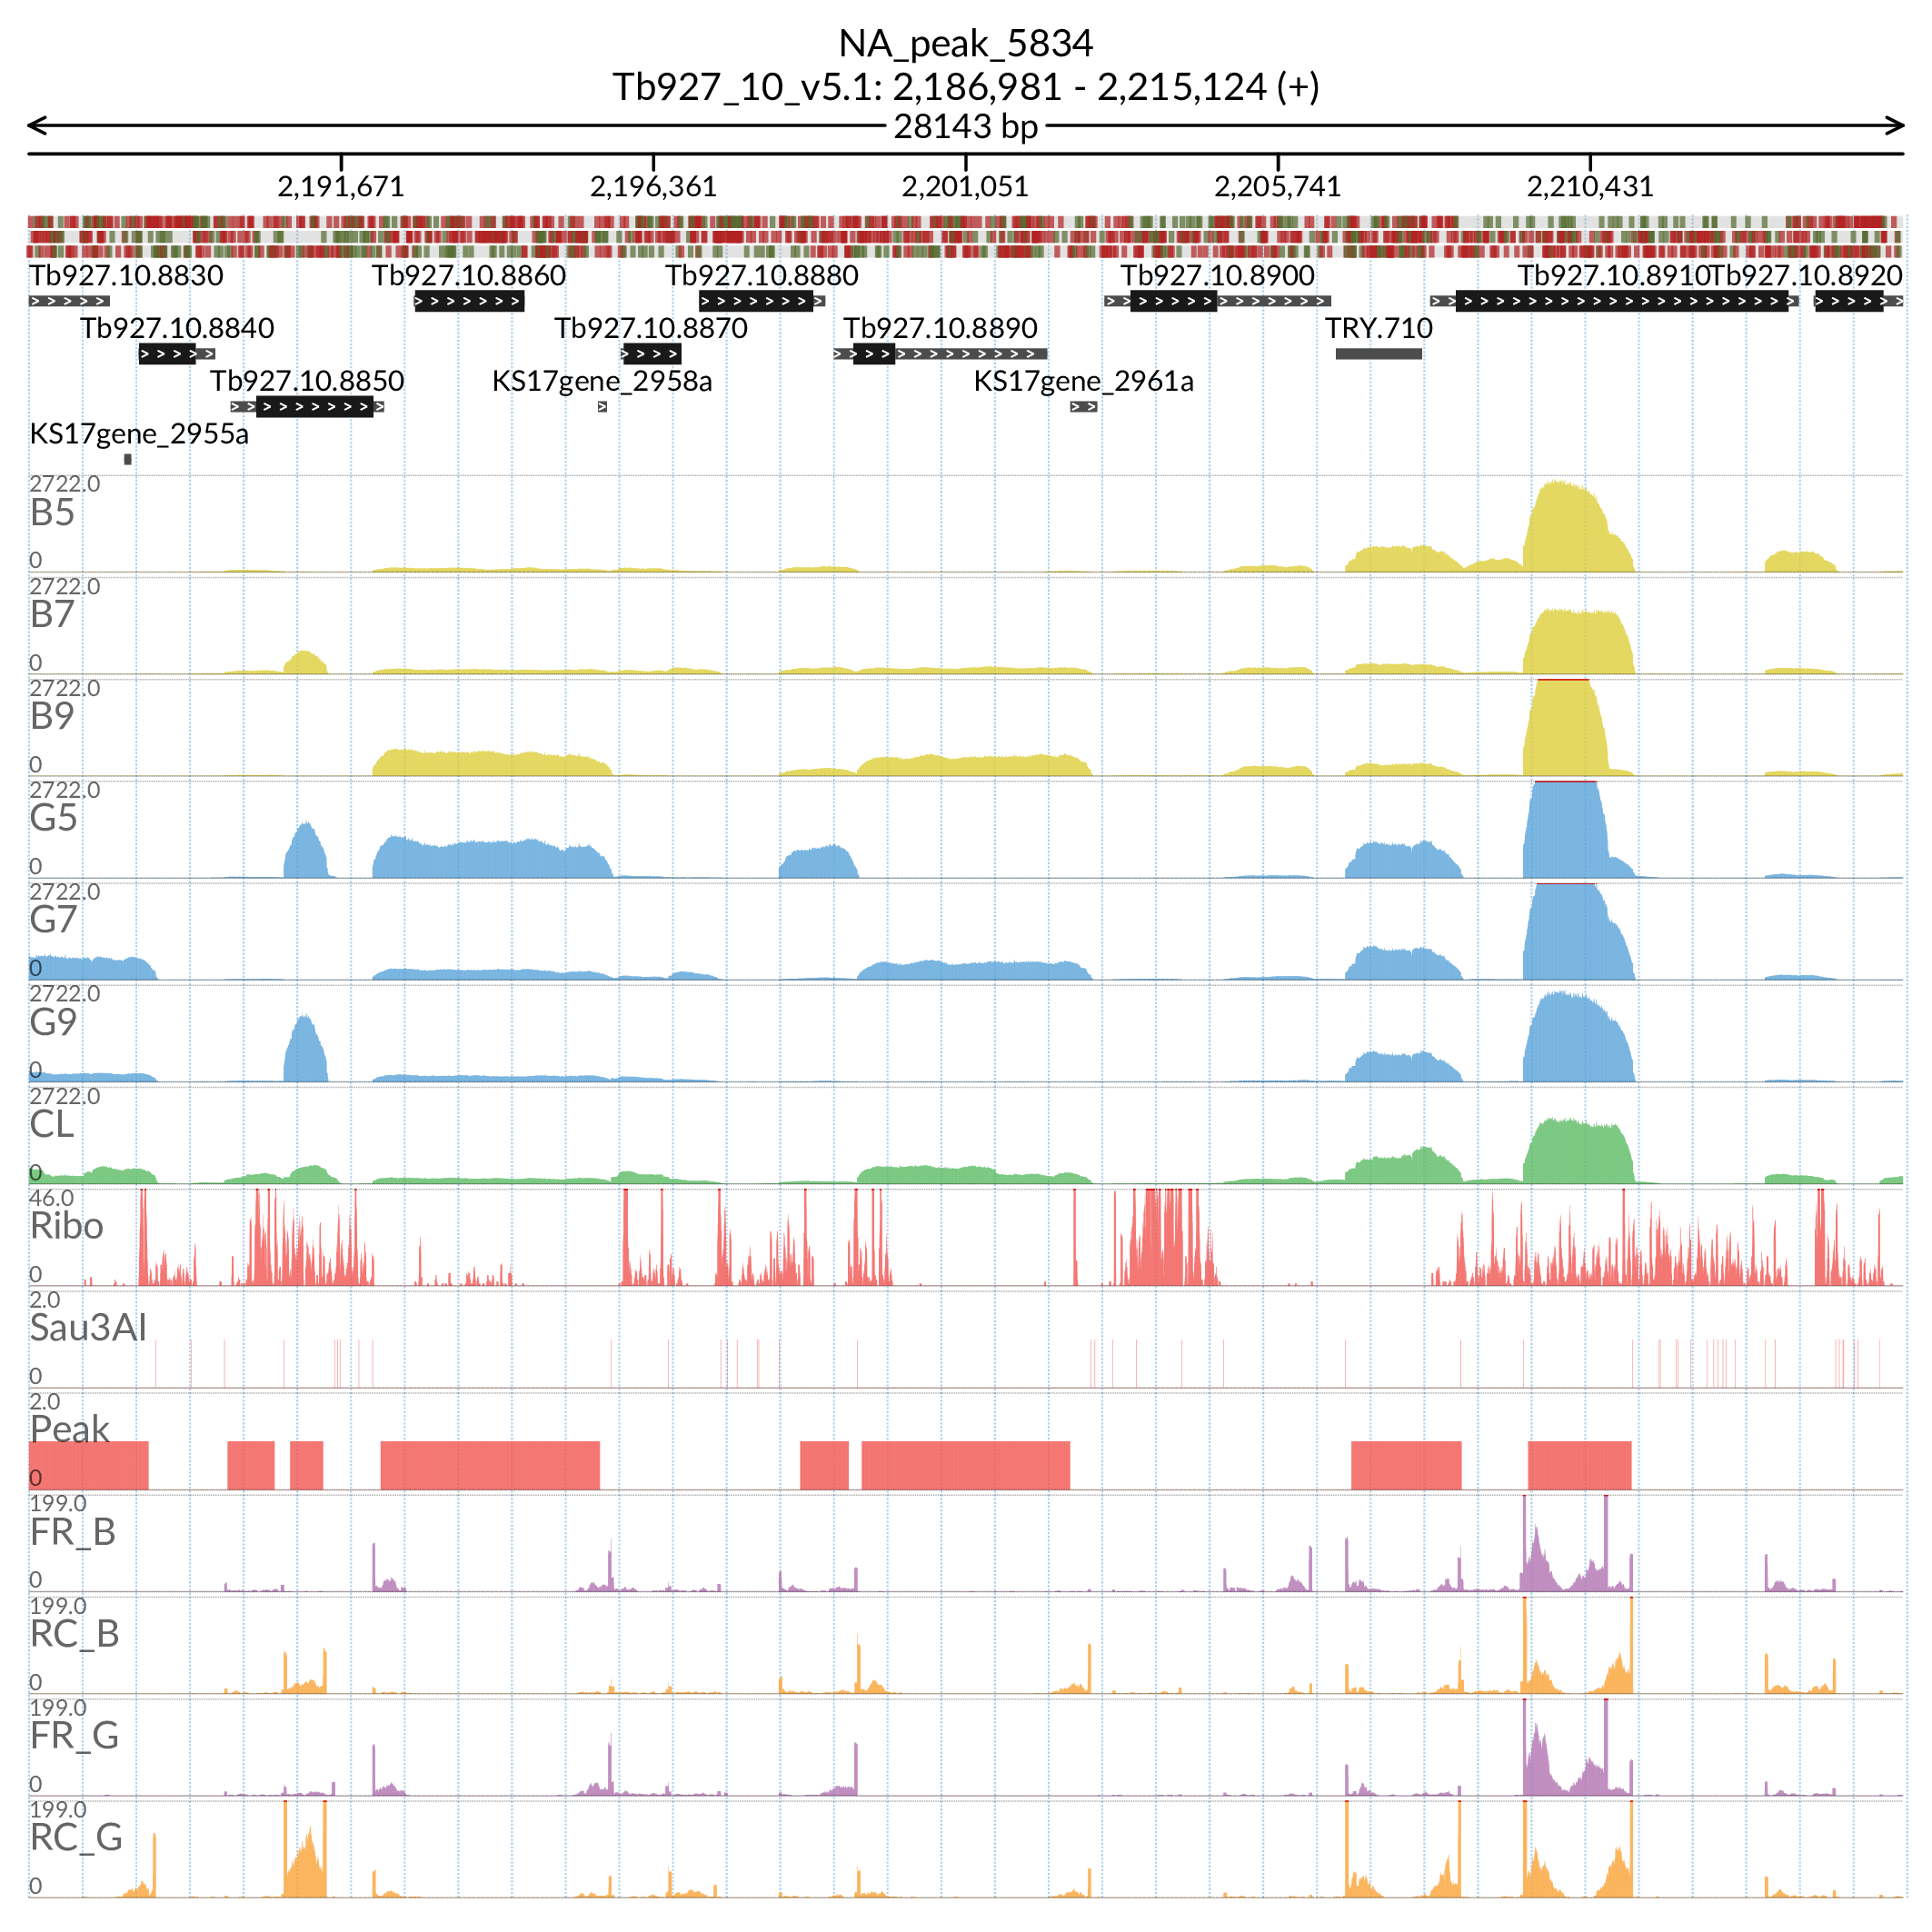 NA_peak_5834
Tb927_10_v5.1: 2,186,981 - 2,215,124 (+)
28143 bp
2,191,671 2,196,361 2,201,051 2,205,741 2,210,431
Tb927.10.8830 Tb927.10.8860 Tb927.10.8880 Tb927.10.8900 Tb927.10.8910 Tb927.10.8920
Tb927.10.8840 Tb927.10.8870 Tb927.10.8890 TRY.710
Tb927.10.8850 KS17gene_2958a KS17gene_2961a
KS17gene_2955a
2722.0
B5
0
2722.0
B7
0
2722.0
B9
0
2722.0
G5
0
2722.0
G7
0
2722.0
G9
0
2722.0
CL
0
46.0
Ribo
0
2.0
Sau3AI
0
2.0
Peak
0
199.0
FR_B
0
199.0
RC_B
0
199.0
FR_G
0
199.0
RC_G
0